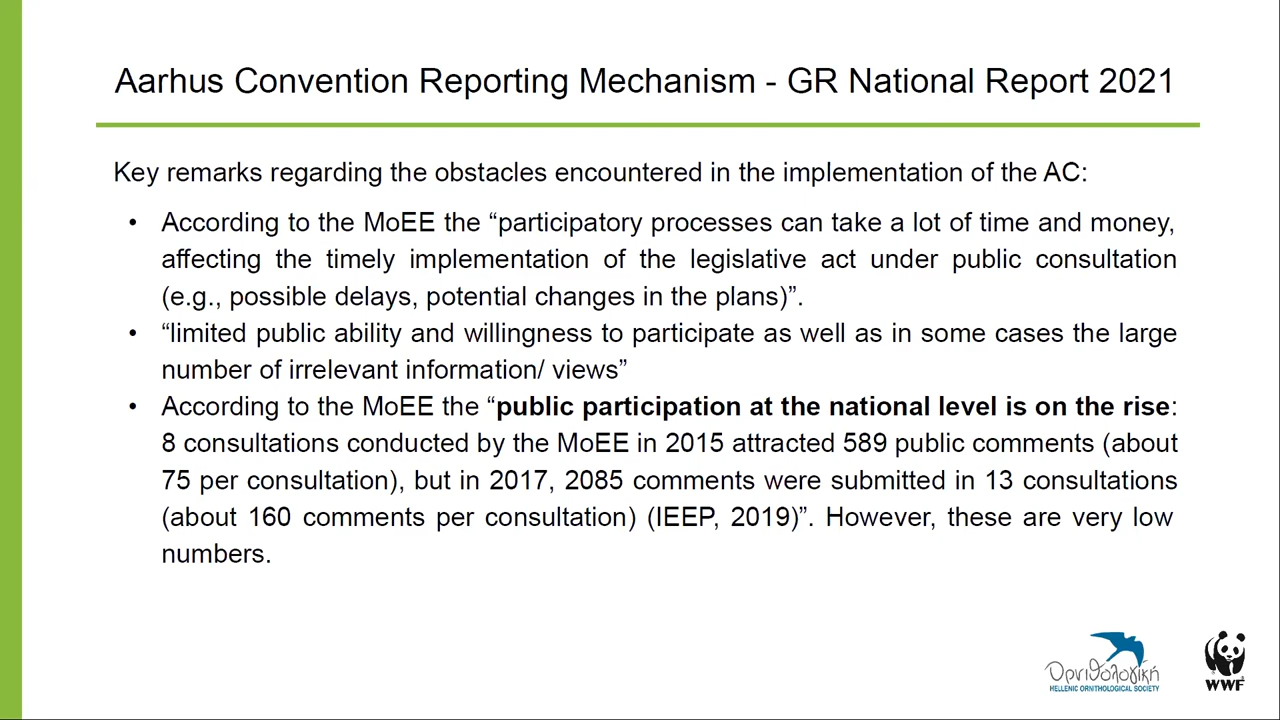 Aarhus Convention Reporting Mechanism - GR National Report 2021
Key remarks regarding the obstacles encountered in the implementation of the AC:
• According to the MoEE the “participatory processes can take a lot of time and money,
affecting the timely implementation of the legislative act under public consultation
(e.g., possible delays, potential changes in the plans)”.
• “limited public ability and willingness to participate as well as in some cases the large
number of irrelevant information/ views”
• According to the MoEE the “public participation at the national level is on the rise:
8 consultations conducted by the MoEE in 2015 attracted 589 public comments (about
75 per consultation), but in 2017, 2085 comments were submitted in 13 consultations
(about 160 comments per consultation) (IEEP, 2019)”. However, these are very low
numbers.
Ορνιθολογική
HELLENIC ORNITHOLOGICAL SOCIETY
WWF